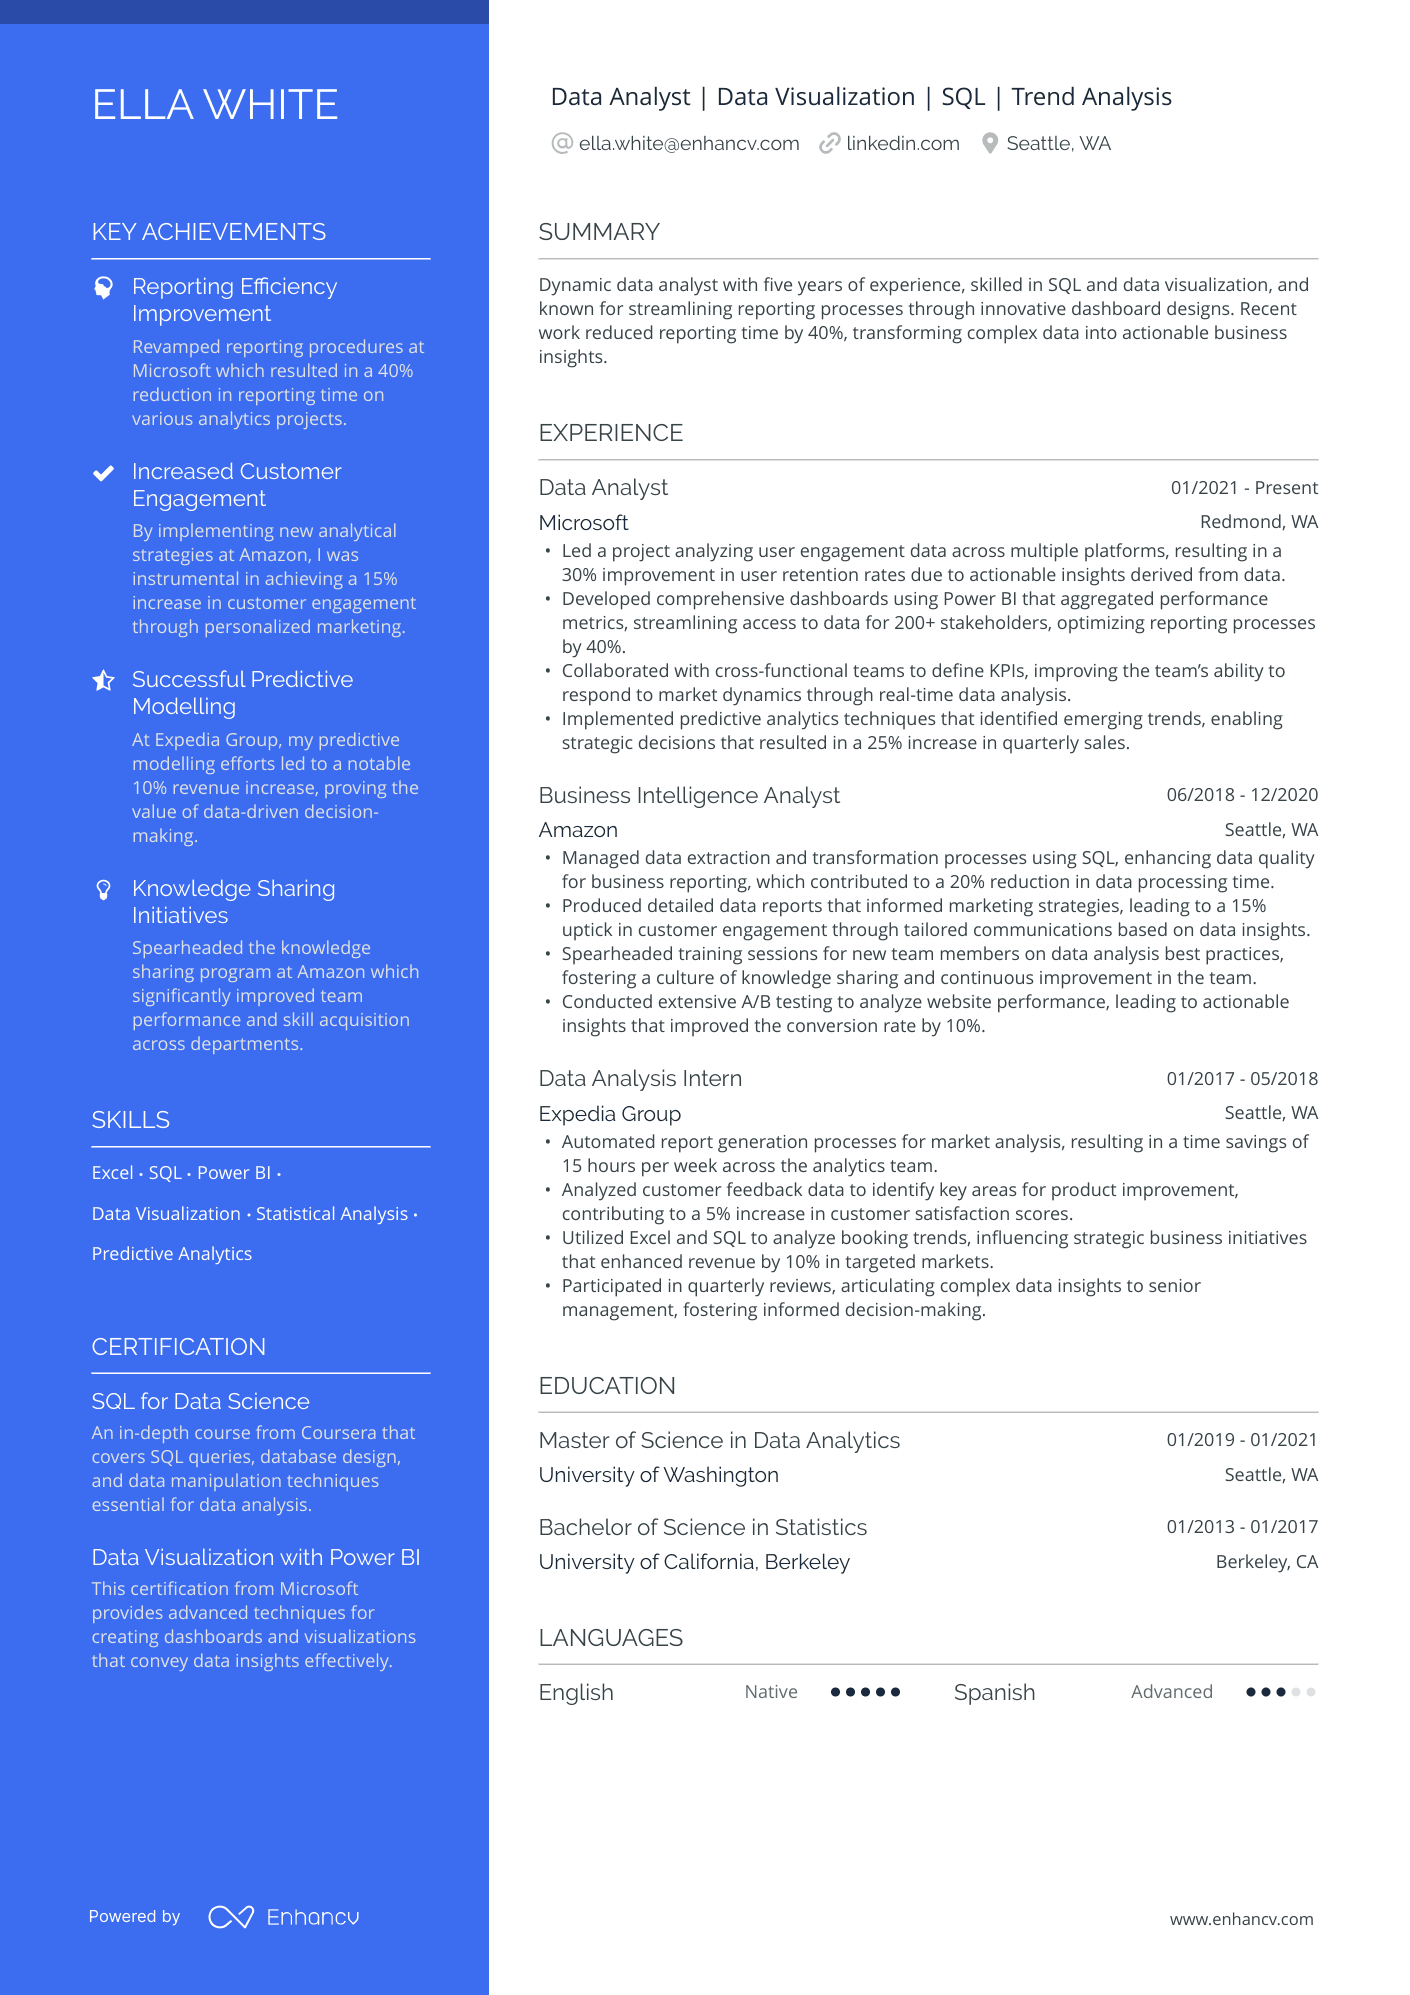 ELLA WHITE
Data Analyst | Data Visualization | SQL | Trend Analysis
ella.white@enhancv.com linkedin.com Seattle, WA
KEY ACHIEVEMENTS
Reporting Efficiency
Improvement
Revamped reporting procedures at
Microsoft which resulted in a 40%
reduction in reporting time on
various analytics projects.
Increased Customer
Engagement
By implementing new analytical
strategies at Amazon, I was
instrumental in achieving a 15%
increase in customer engagement
through personalized marketing.
Successful Predictive
Modelling
At Expedia Group, my predictive
modelling efforts led to a notable
10% revenue increase, proving the
value of data-driven decision-
making.
Knowledge Sharing
Initiatives
Spearheaded the knowledge
sharing program at Amazon which
significantly improved team
performance and skill acquisition
across departments.
SKILLS
Excel · SQL · Power BI ·
Data Visualization · Statistical Analysis ·
Predictive Analytics
CERTIFICATION
SQL for Data Science
An in-depth course from Coursera that
covers SQL queries, database design,
and data manipulation techniques
essential for data analysis.
Data Visualization with Power BI
This certification from Microsoft
provides advanced techniques for
creating dashboards and visualizations
that convey data insights effectively.
SUMMARY
Dynamic data analyst with five years of experience, skilled in SQL and data visualization, and
known for streamlining reporting processes through innovative dashboard designs. Recent
work reduced reporting time by 40%, transforming complex data into actionable business
insights.
EXPERIENCE
Data Analyst 01/2021 - Present
Microsoft Redmond, WA
• Led a project analyzing user engagement data across multiple platforms, resulting in a
30% improvement in user retention rates due to actionable insights derived from data.
• Developed comprehensive dashboards using Power BI that aggregated performance
metrics, streamlining access to data for 200+ stakeholders, optimizing reporting processes
by 40%.
• Collaborated with cross-functional teams to define KPIs, improving the team’s ability to
respond to market dynamics through real-time data analysis.
• Implemented predictive analytics techniques that identified emerging trends, enabling
strategic decisions that resulted in a 25% increase in quarterly sales.
Business Intelligence Analyst 06/2018 - 12/2020
Amazon Seattle, WA
• Managed data extraction and transformation processes using SQL, enhancing data quality
for business reporting, which contributed to a 20% reduction in data processing time.
• Produced detailed data reports that informed marketing strategies, leading to a 15%
uptick in customer engagement through tailored communications based on data insights.
• Spearheaded training sessions for new team members on data analysis best practices,
fostering a culture of knowledge sharing and continuous improvement in the team.
• Conducted extensive A/B testing to analyze website performance, leading to actionable
insights that improved the conversion rate by 10%.
Data Analysis Intern 01/2017 - 05/2018
Expedia Group Seattle, WA
• Automated report generation processes for market analysis, resulting in a time savings of
15 hours per week across the analytics team.
• Analyzed customer feedback data to identify key areas for product improvement,
contributing to a 5% increase in customer satisfaction scores.
• Utilized Excel and SQL to analyze booking trends, influencing strategic business initiatives
that enhanced revenue by 10% in targeted markets.
• Participated in quarterly reviews, articulating complex data insights to senior
management, fostering informed decision-making.
EDUCATION
Master of Science in Data Analytics 01/2019 - 01/2021
University of Washington Seattle, WA
Bachelor of Science in Statistics 01/2013 - 01/2017
University of California, Berkeley Berkeley, CA
LANGUAGES
English Native Spanish Advanced
Powered by Enhancv
www.enhancv.com